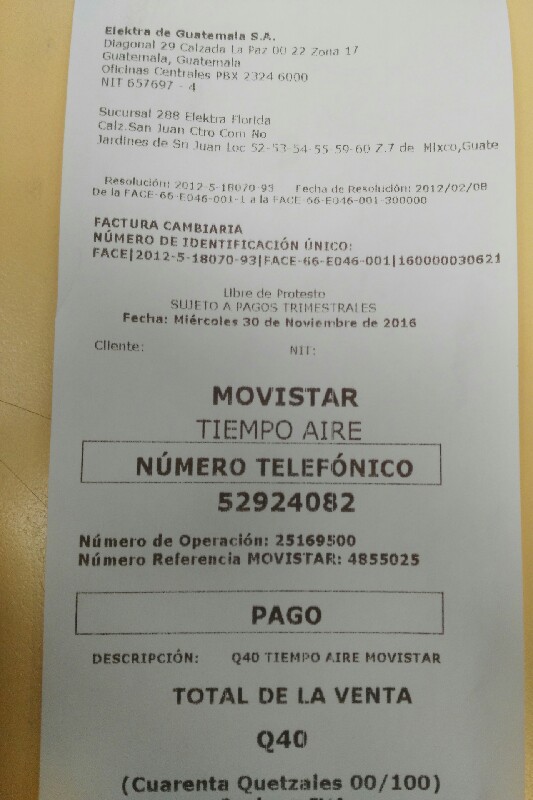 Elektra de Guatemala S.A.
Diagonal 29 Calzada La Paz 00 22 Zona 17
Guatemala, Guatemala
Oficinas Centrales PBX 2324 6000
NIT 657697 - 4
Sucursal 288 Elektra Florida
Calz.San Juan Ctro Com No
Jardines de Sn Juan Loc 52-53-54-55-59-60 Z.7 de Mixco,Guate
Resolución: 2012-5-18070-93 Fecha de Resolución: 2012/02/08
De la FACE-66-E046-001-1 a la FACE-66-E046-001-300000
FACTURA CAMBIARIA
NÚMERO DE IDENTIFICACIÓN ÚNICO:
FACE|2012-5-18070-93|FACE-66-E046-001|160000030621
Libre de Protesto
SUJETO A PAGOS TRIMESTRALES
Fecha: Miércoles 30 de Noviembre de 2016
Cliente: NIT:
MOVISTAR
TIEMPO AIRE
NÚMERO TELEFÓNICO
52924082
Número de Operación: 25169500
Número Referencia MOVISTAR: 4855025
PAGO
DESCRIPCIÓN: Q40 TIEMPO AIRE MOVISTAR
TOTAL DE LA VENTA
Q40
(Cuarenta Quetzales 00/100)